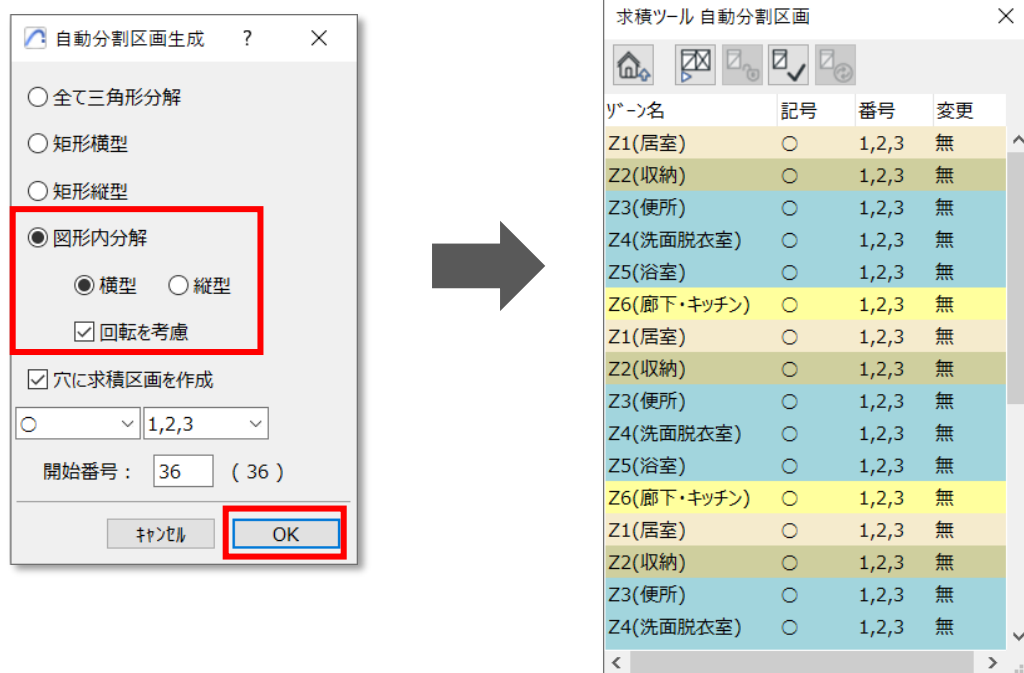 自動分割区画生成 ? ×
全て三角形分解
矩形横型
矩形縦型
図形内分解
横型 縦型
回転を考慮
穴に求積区画を作成
○ 1,2,3
開始番号： 36 ( 36 )
ｷｬﾝｾﾙ OK
求積ツール 自動分割区画 ×
ｿﾞｰﾝ名 記号 番号 変更
Z1(居室) ○ 1,2,3 無
Z2(収納) ○ 1,2,3 無
Z3(便所) ○ 1,2,3 無
Z4(洗面脱衣室) ○ 1,2,3 無
Z5(浴室) ○ 1,2,3 無
Z6(廊下・キッチン) ○ 1,2,3 無
Z1(居室) ○ 1,2,3 無
Z2(収納) ○ 1,2,3 無
Z3(便所) ○ 1,2,3 無
Z4(洗面脱衣室) ○ 1,2,3 無
Z5(浴室) ○ 1,2,3 無
Z6(廊下・キッチン) ○ 1,2,3 無
Z1(居室) ○ 1,2,3 無
Z2(収納) ○ 1,2,3 無
Z3(便所) ○ 1,2,3 無
Z4(洗面脱衣室) ○ 1,2,3 無